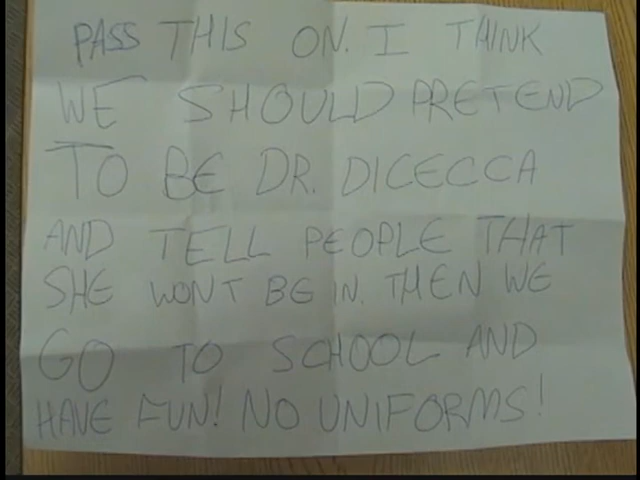 PASS THIS ON. I THINK
WE SHOULD PRETEND
TO BE DR. DICECCA
AND TELL PEOPLE THAT
SHE WONT BE IN. THEN WE
GO TO SCHOOL AND
HAVE FUN! NO UNIFORMS!